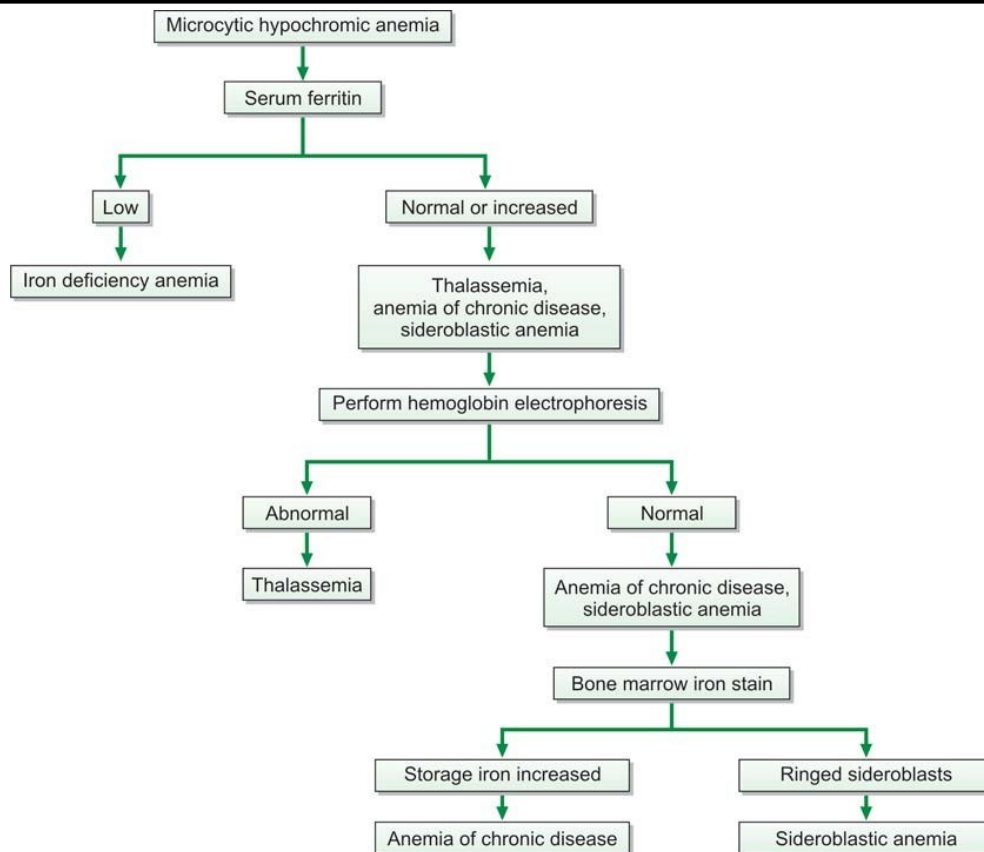 Microcytic hypochromic anemia
Serum ferritin
Low
Normal or increased
Iron deficiency anemia
Thalassemia,
anemia of chronic disease,
sideroblastic anemia
Perform hemoglobin electrophoresis
Abnormal
Normal
Thalassemia
Anemia of chronic disease,
sideroblastic anemia
Bone marrow iron stain
Storage iron increased
Ringed sideroblasts
Anemia of chronic disease
Sideroblastic anemia